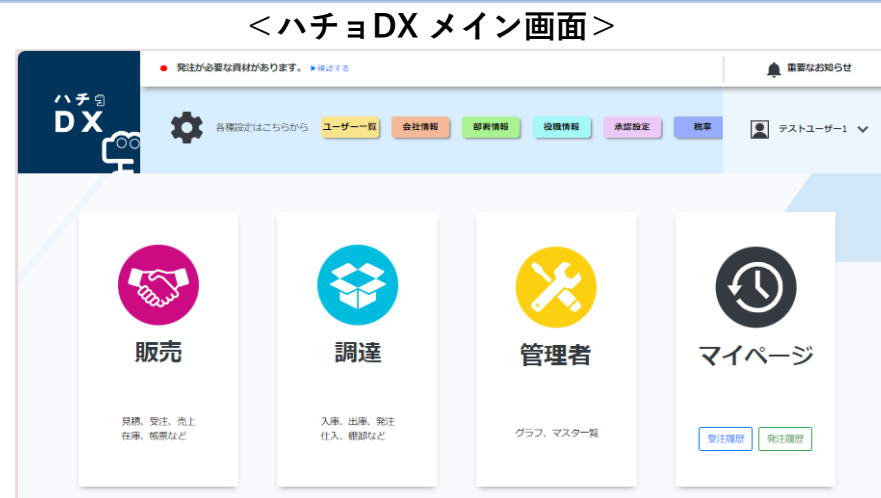 ＜ハチョDX メイン画面＞
発注が必要な資材があります。 ▶確認する
重要なお知らせ
ハチョ
DX
各種設定はこちらから ユーザー一覧 会社情報 部署情報 役職情報 承認設定 税率
テストユーザー1
販売
調達
管理者
マイページ
見積、受注、売上
在庫、帳票など
入庫、出庫、発注
仕入、棚卸など
グラフ、マスター覧
受注履歴 発注履歴